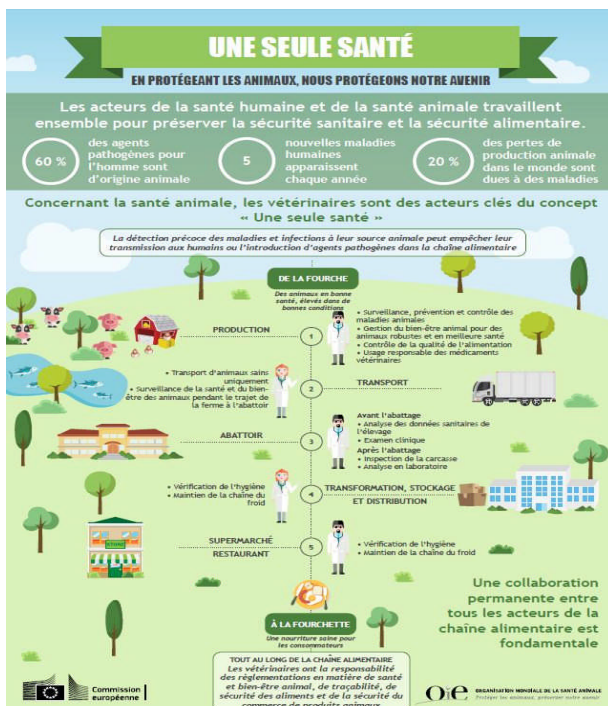 UNE SEULE SANTÉ
EN PROTÉGEANT LES ANIMAUX, NOUS PROTÉGEONS NOTRE AVENIR
Les acteurs de la santé humaine et de la santé animale travaillent
ensemble pour préserver la sécurité sanitaire et la sécurité alimentaire.
60 %
des agents
pathogènes pour
l'homme sont
d'origine animale
5
nouvelles maladies
humaines
apparaissent
chaque année
20 %
des pertes de
production animale
dans le monde sont
dues à des maladies
Concernant la santé animale, les vétérinaires sont des acteurs clés du concept
« Une seule santé »
La détection précoce des maladies et infections à leur source animale peut empêcher leur
transmission aux humains ou l'introduction d'agents pathogènes dans la chaîne alimentaire
DE LA FOURCHE
Des animaux en bonne
santé, élevés dans de
bonnes conditions
PRODUCTION
1
• Surveillance, prévention et contrôle des
maladies animales
• Gestion du bien-être animal pour des
animaux robustes et en meilleure santé
• Contrôle de la qualité de l'alimentation
• Usage responsable des médicaments
vétérinaires
• Transport d'animaux sains
uniquement
• Surveillance de la santé et du bien-
être des animaux pendant le trajet de
la ferme à l'abattoir
2
TRANSPORT
ABATTOIR
3
Avant l'abattage
• Analyse des données sanitaires de
l'élevage
• Examen clinique
Après l'abattage
• Inspection de la carcasse
• Analyse en laboratoire
• Vérification de l'hygiène
• Maintien de la chaîne du
froid
4
TRANSFORMATION, STOCKAGE
ET DISTRIBUTION
SUPERMARCHÉ
RESTAURANT
5
• Vérification de l'hygiène
• Maintien de la chaîne du froid
STORE
À LA FOURCHETTE
Une nourriture saine pour
les consommateurs
Une collaboration
permanente entre
tous les acteurs de la
chaîne alimentaire est
fondamentale
TOUT AU LONG DE LA CHAÎNE ALIMENTAIRE
Les vétérinaires ont la responsabilité
des règlementations en matière de santé
et bien-être animal, de traçabilité, de
sécurité des aliments et de la sécurité du
commerce de produits animaux
Commission
européenne
Oie
ORGANISATION MONDIALE DE LA SANTÉ ANIMALE
Protéger les animaux, préserver notre avenir